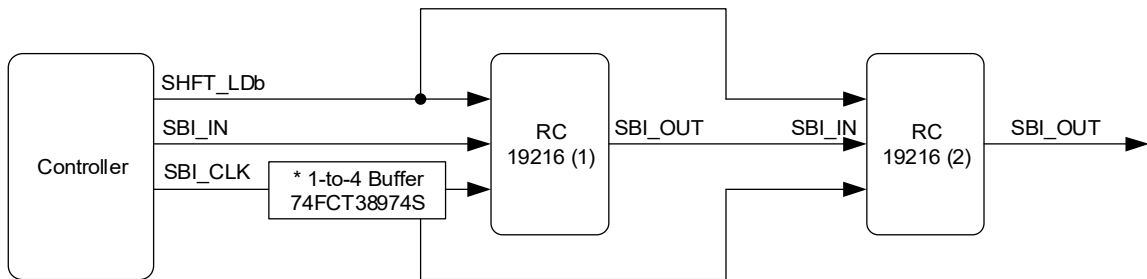 SHFT_LDb
SBI_IN
SBI_CLK
Controller
* 1-to-4 Buffer
74FCT38974S
RC
19216 (1)
SBI_OUT
SBI_IN
RC
19216 (2)
SBI_OUT